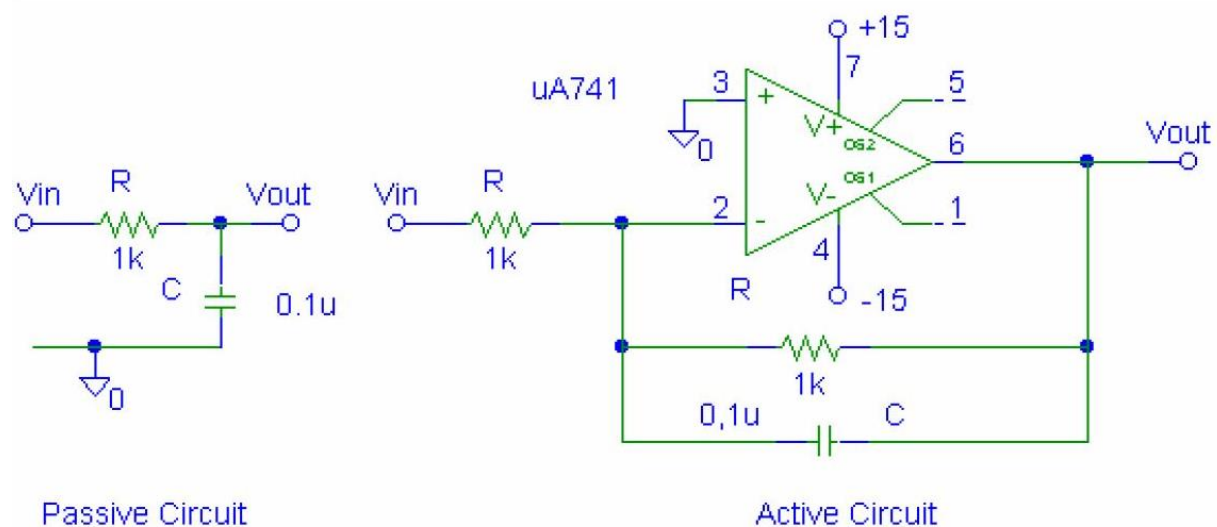 +15
7
uA741
3
+
5
V+
OS2
0
6
Vout
Vin
R
Vout
Vin
R
OS1
V-
2
-
1
1k
1k
4
C
0.1u
R
-15
0
1k
0,1u
C
Passive Circuit
Active Circuit